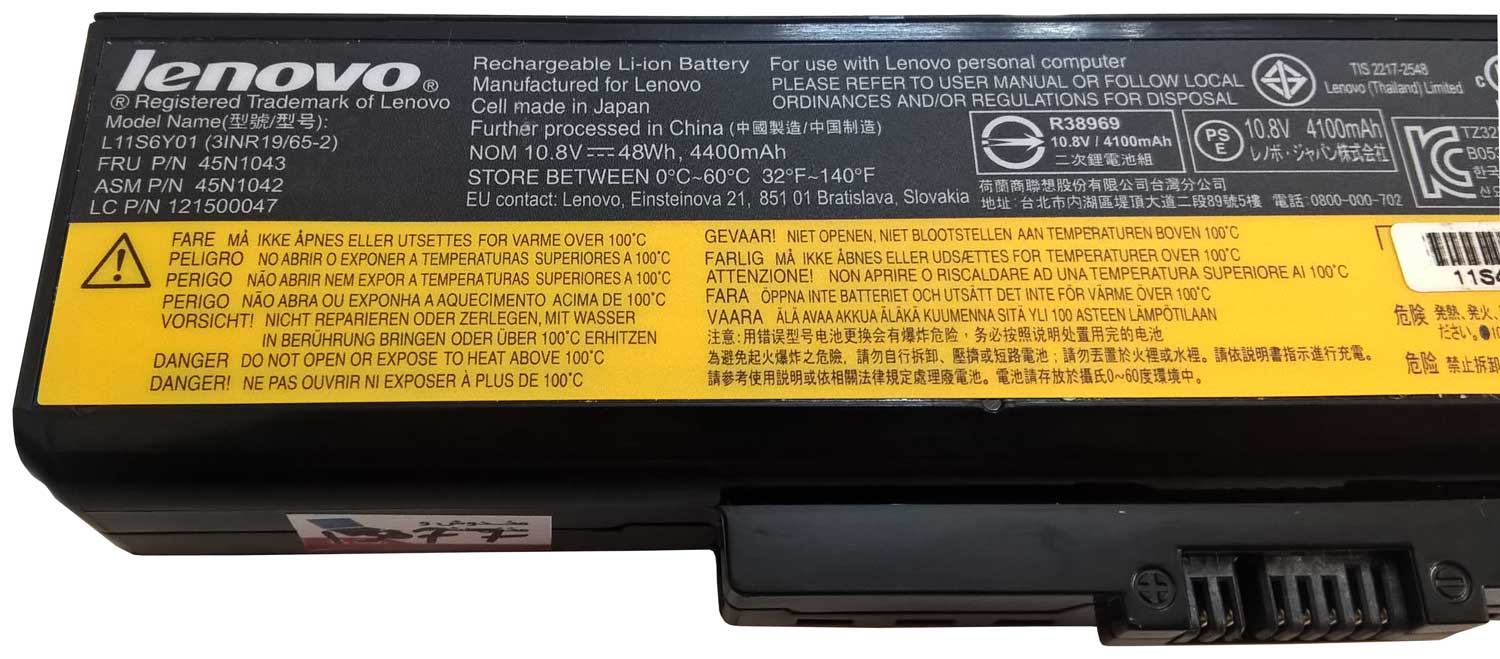 lenovo®
® Registered Trademark of Lenovo
Model Name(型號/型号):
L11S6Y01 (3INR19/65-2)
FRU P/N 45N1043
ASM P/N 45N1042
LC P/N 121500047
Rechargeable Li-ion Battery
Manufactured for Lenovo
Cell made in Japan
Further processed in China (中國製造/中国制造)
NOM 10.8V⎓48Wh, 4400mAh
STORE BETWEEN 0°C~60°C 32°F~140°F
EU contact: Lenovo, Einsteinova 21, 851 01 Bratislava, Slovakia
For use with Lenovo personal computer
PLEASE REFER TO USER MANUAL OR FOLLOW LOCAL
ORDINANCES AND/OR REGULATIONS FOR DISPOSAL
TIS 2217-2548
Lenovo (Thailand) Limited
R38969
10.8V / 4100mAh
二次鋰電池組
PS
E
10.8V 4100mAh
レノボ・ジャパン株式会社
荷蘭商聯想股份有限公司台灣分公司
地址:台北市內湖區堤頂大道二段89號5樓 電話:0800-000-702
TZ32
B052
한국
FARE MÅ IKKE ÅPNES ELLER UTSETTES FOR VARME OVER 100°C
PELIGRO NO ABRIR O EXPONER A TEMPERATURAS SUPERIORES A 100°C
PERIGO NÃO ABRIR NEM EXPOR A TEMPERATURAS SUPERIORES A 100°C
PERIGO NÃO ABRA OU EXPONHA A AQUECIMENTO ACIMA DE 100°C
VORSICHT! NICHT REPARIEREN ODER ZERLEGEN, MIT WASSER
IN BERÜHRUNG BRINGEN ODER ÜBER 100°C ERHITZEN
DANGER DO NOT OPEN OR EXPOSE TO HEAT ABOVE 100°C
DANGER! NE PAS OUVRIR NI EXPOSER À PLUS DE 100°C
GEVAAR! NIET OPENEN, NIET BLOOTSTELLEN AAN TEMPERATUREN BOVEN 100°C
FARLIG MÅ IKKE ÅBNES ELLER UDSÆTTES FOR TEMPERATURER OVER 100°C
ATTENZIONE! NON APRIRE O RISCALDARE AD UNA TEMPERATURA SUPERIORE AI 100°C
FARA ÖPPNA INTE BATTERIET OCH UTSÄTT DET INTE FÖR VÄRME ÖVER 100°C
VAARA ÄLÄ AVAA AKKUA ÄLÄKÄ KUUMENNA SITÄ YLI 100 ASTEEN LÄMPÖTILAAN
注意:用错误型号电池更换会有爆炸危险,务必按照说明处置用完的电池
為避免起火爆炸之危險,請勿自行拆卸、壓擠或短路電池;請勿丟置於火裡或水裡。請依說明書指示進行充電。
請參考使用說明或依相關法律規定處理廢電池。電池請存放於攝氏0~60度環境中。
11S4
危険 発熱、発火、
ださい。
危险 禁止拆卸
مخدوش و